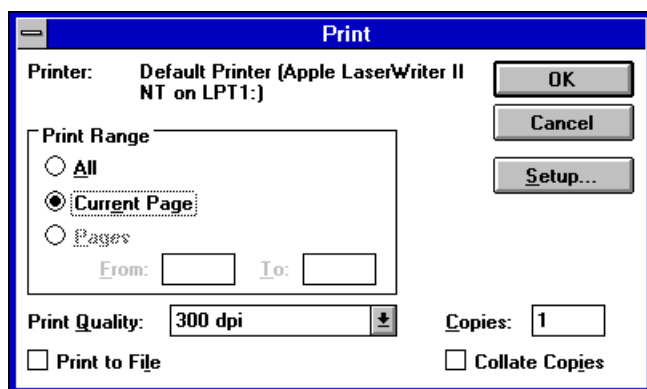 Print
Printer: Default Printer (Apple LaserWriter II
NT on LPT1:)
OK
Cancel
Setup...
Print Range
All
Current Page
Pages
From: To:
Print Quality: 300 dpi
Copies: 1
Print to File
Collate Copies